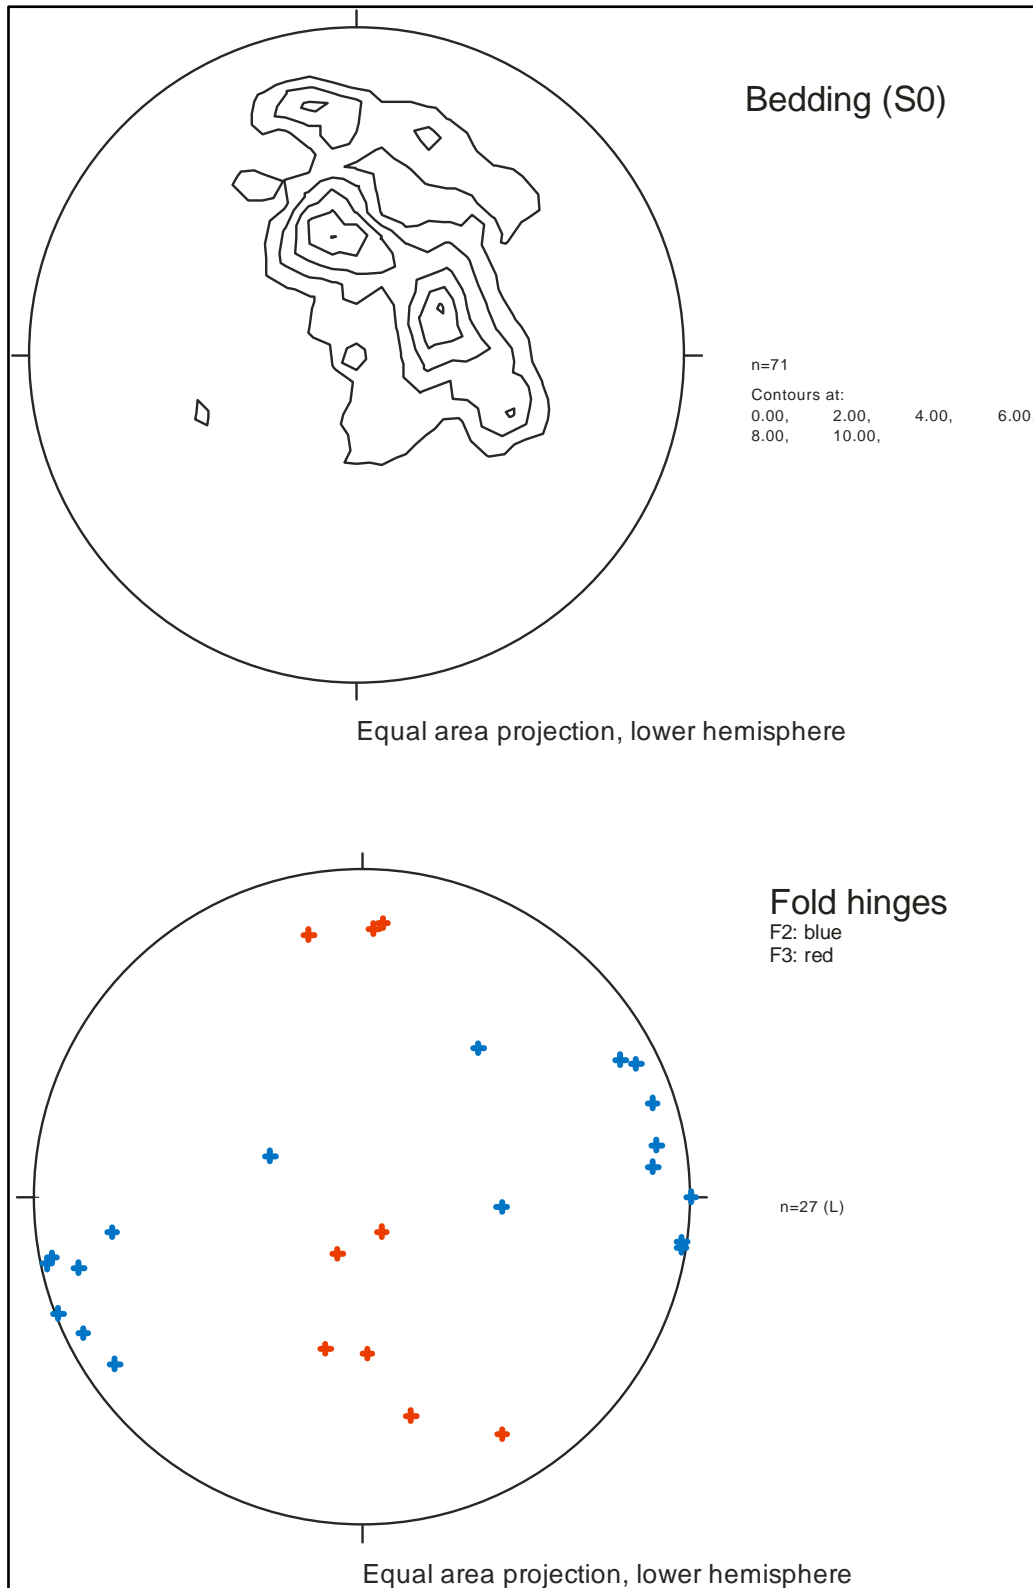 Bedding (S0)
n=71
Contours at:
0.00, 2.00, 4.00, 6.00
8.00, 10.00,
Equal area projection, lower hemisphere
Fold hinges
F2: blue
F3: red
n=27 (L)
Equal area projection, lower hemisphere